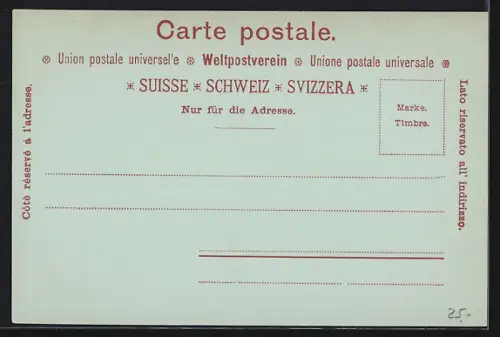 Carte postale.
※ Union postale universel'e ※ Weltpostverein ※ Unione postale universale ※
※ SUISSE ※ SCHWEIZ ※ SVIZZERA ※
Nur für die Adresse.
Marke.
Timbre.
Côté réservé à l'adresse.
Lato riservato all' indirizzo.
25.-